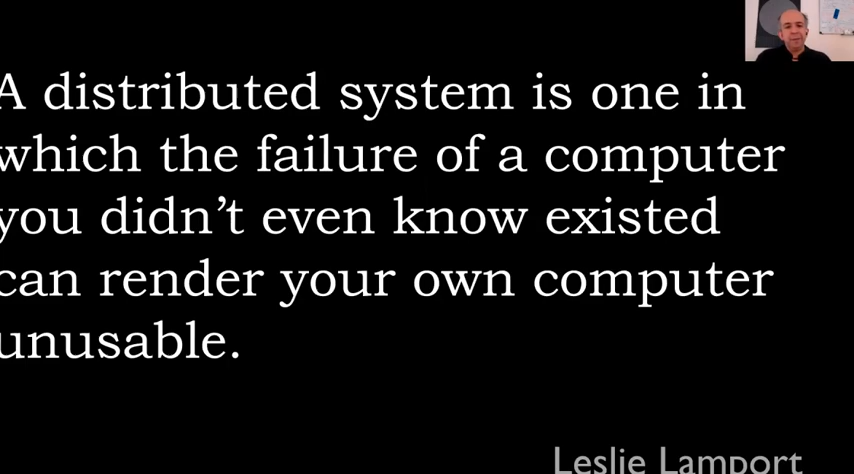 A distributed system is one in
which the failure of a computer
you didn’t even know existed
can render your own computer
unusable.
Leslie Lamport